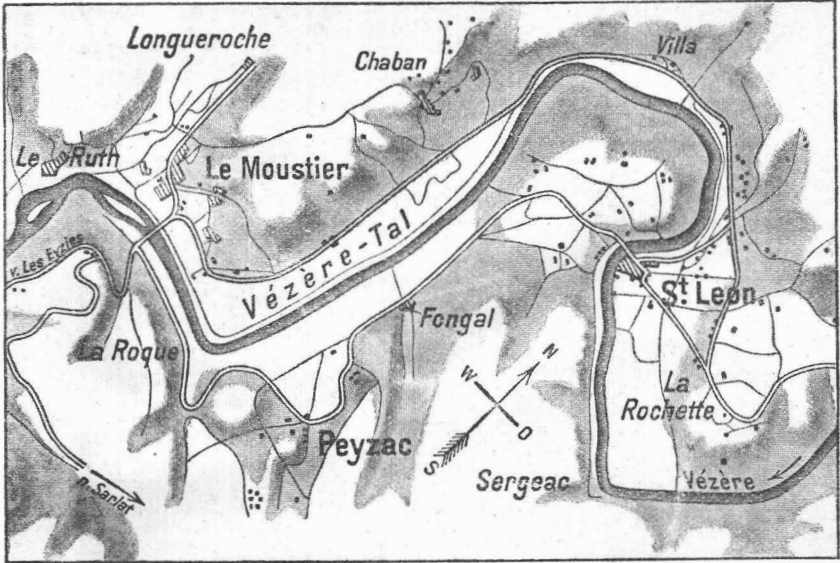 Longueroche
Chaban
Villa
Le Ruth
Le Moustier
Vézère-Tal
v. Les Eyzies
St. Leon
La Roque
Fongal
N
W
O
S
La
Rochette
Peyzac
Sergeac
Vézère
n. Sarlat